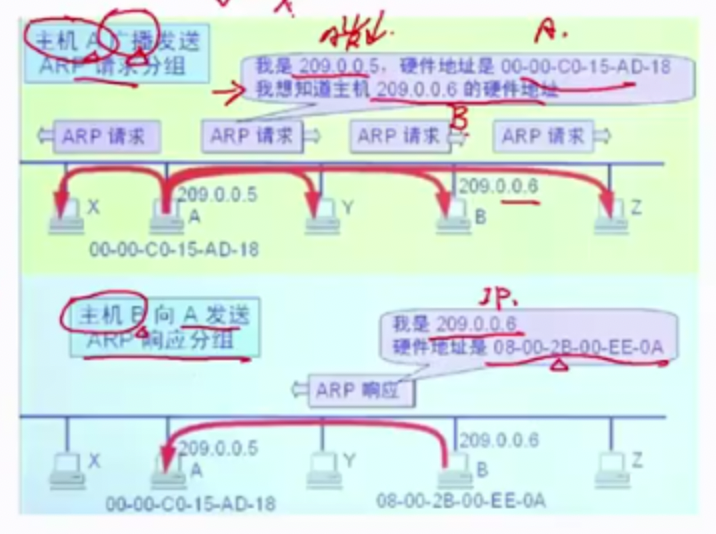 A.
主机 A 广播发送
ARP 请求分组
我是 209.0.0.5，硬件地址是 00-00-C0-15-AD-18
我想知道主机 209.0.0.6 的硬件地址
B
ARP 请求
ARP 请求
ARP 请求
ARP 请求
X
209.0.0.5
A
Y
209.0.0.6
B
Z
00-00-C0-15-AD-18
IP.
主机 B 向 A 发送
ARP 响应分组
我是 209.0.0.6
硬件地址是 08-00-2B-00-EE-0A
ARP 响应
X
209.0.0.5
A
Y
209.0.0.6
B
Z
00-00-C0-15-AD-18
08-00-2B-00-EE-0A